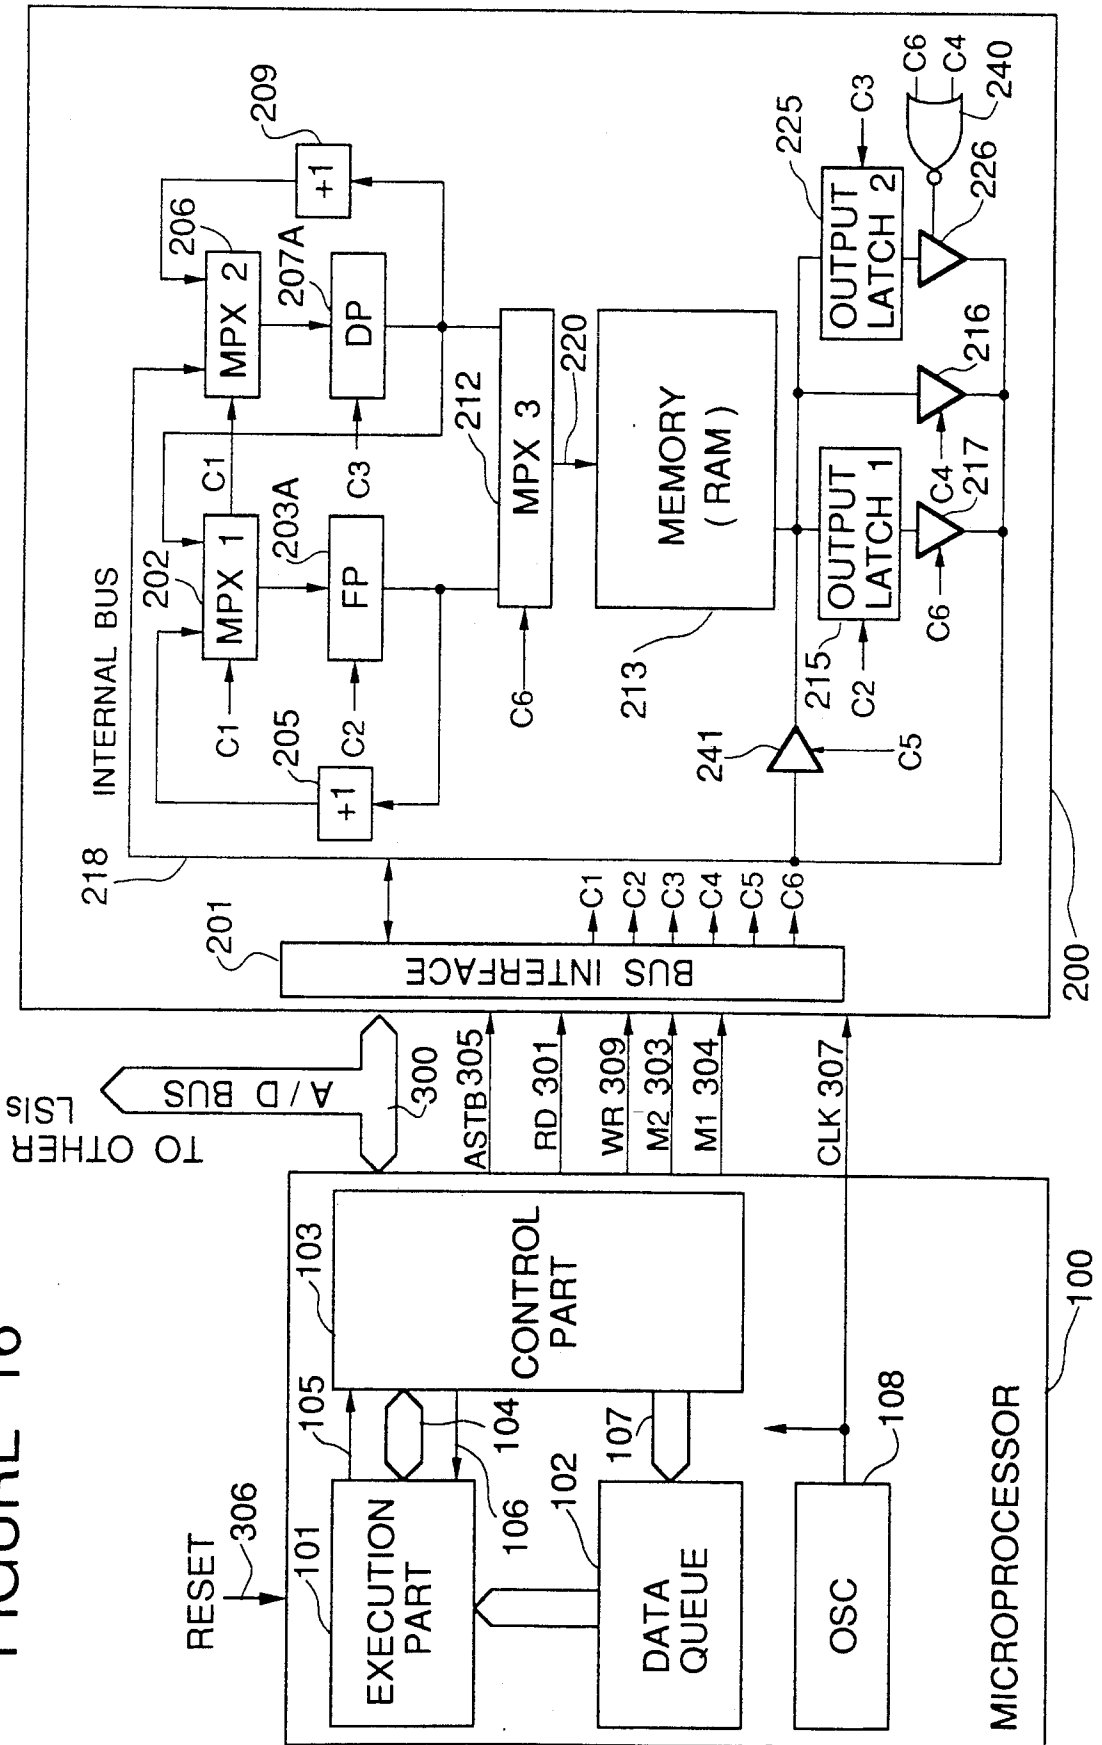 FIGURE 16
RESET
306
101
EXECUTION
PART
105
104
106
103
CONTROL
PART
107
102
DATA
QUEUE
OSC
108
MICROPROCESSOR
100
TO OTHER
LSIs
A/D BUS
300
ASTB 305
RD 301
WR 309
M2 303
M1 304
CLK 307
201
BUS INTERFACE
C1
C2
C3
C4
C5
C6
218
INTERNAL BUS
205
+1
202
MPX 1
C1
C1
203A
FP
C2
206
MPX 2
207A
DP
C3
209
+1
212
MPX 3
C6
220
MEMORY
(RAM)
213
241
C5
215
OUTPUT
LATCH 1
C2
C6
217
C4
216
225
OUTPUT
LATCH 2
C3
226
C6
C4
240
200